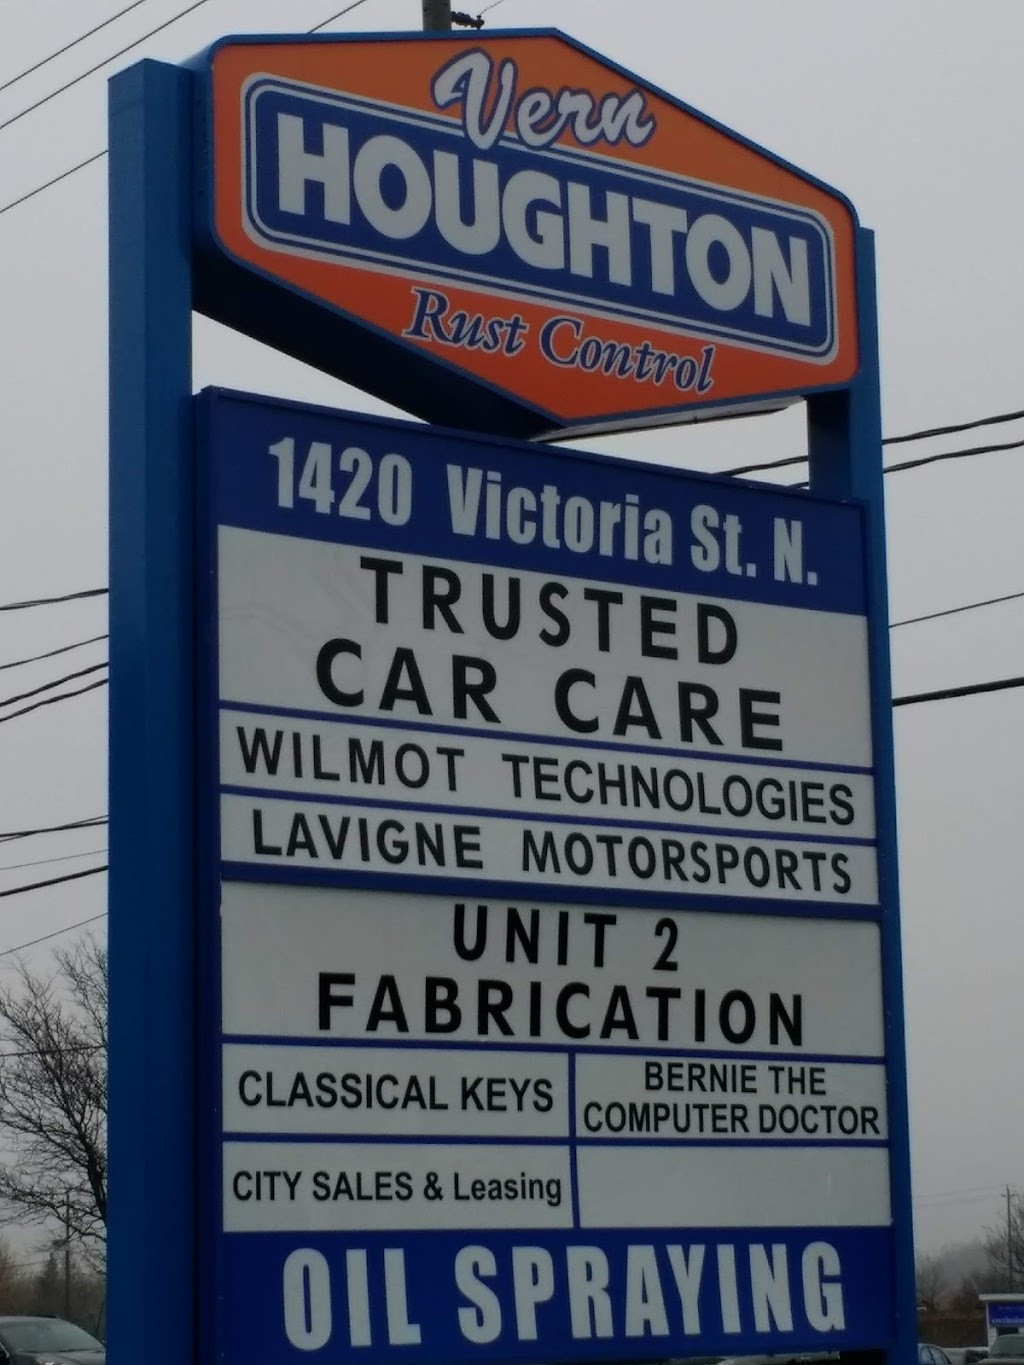 Vern
HOUGHTON
Rust Control
1420 Victoria St. N.
TRUSTED
CAR CARE
WILMOT TECHNOLOGIES
LAVIGNE MOTORSPORTS
UNIT 2
FABRICATION
CLASSICAL KEYS
BERNIE THE
COMPUTER DOCTOR
CITY SALES & Leasing
OIL SPRAYING